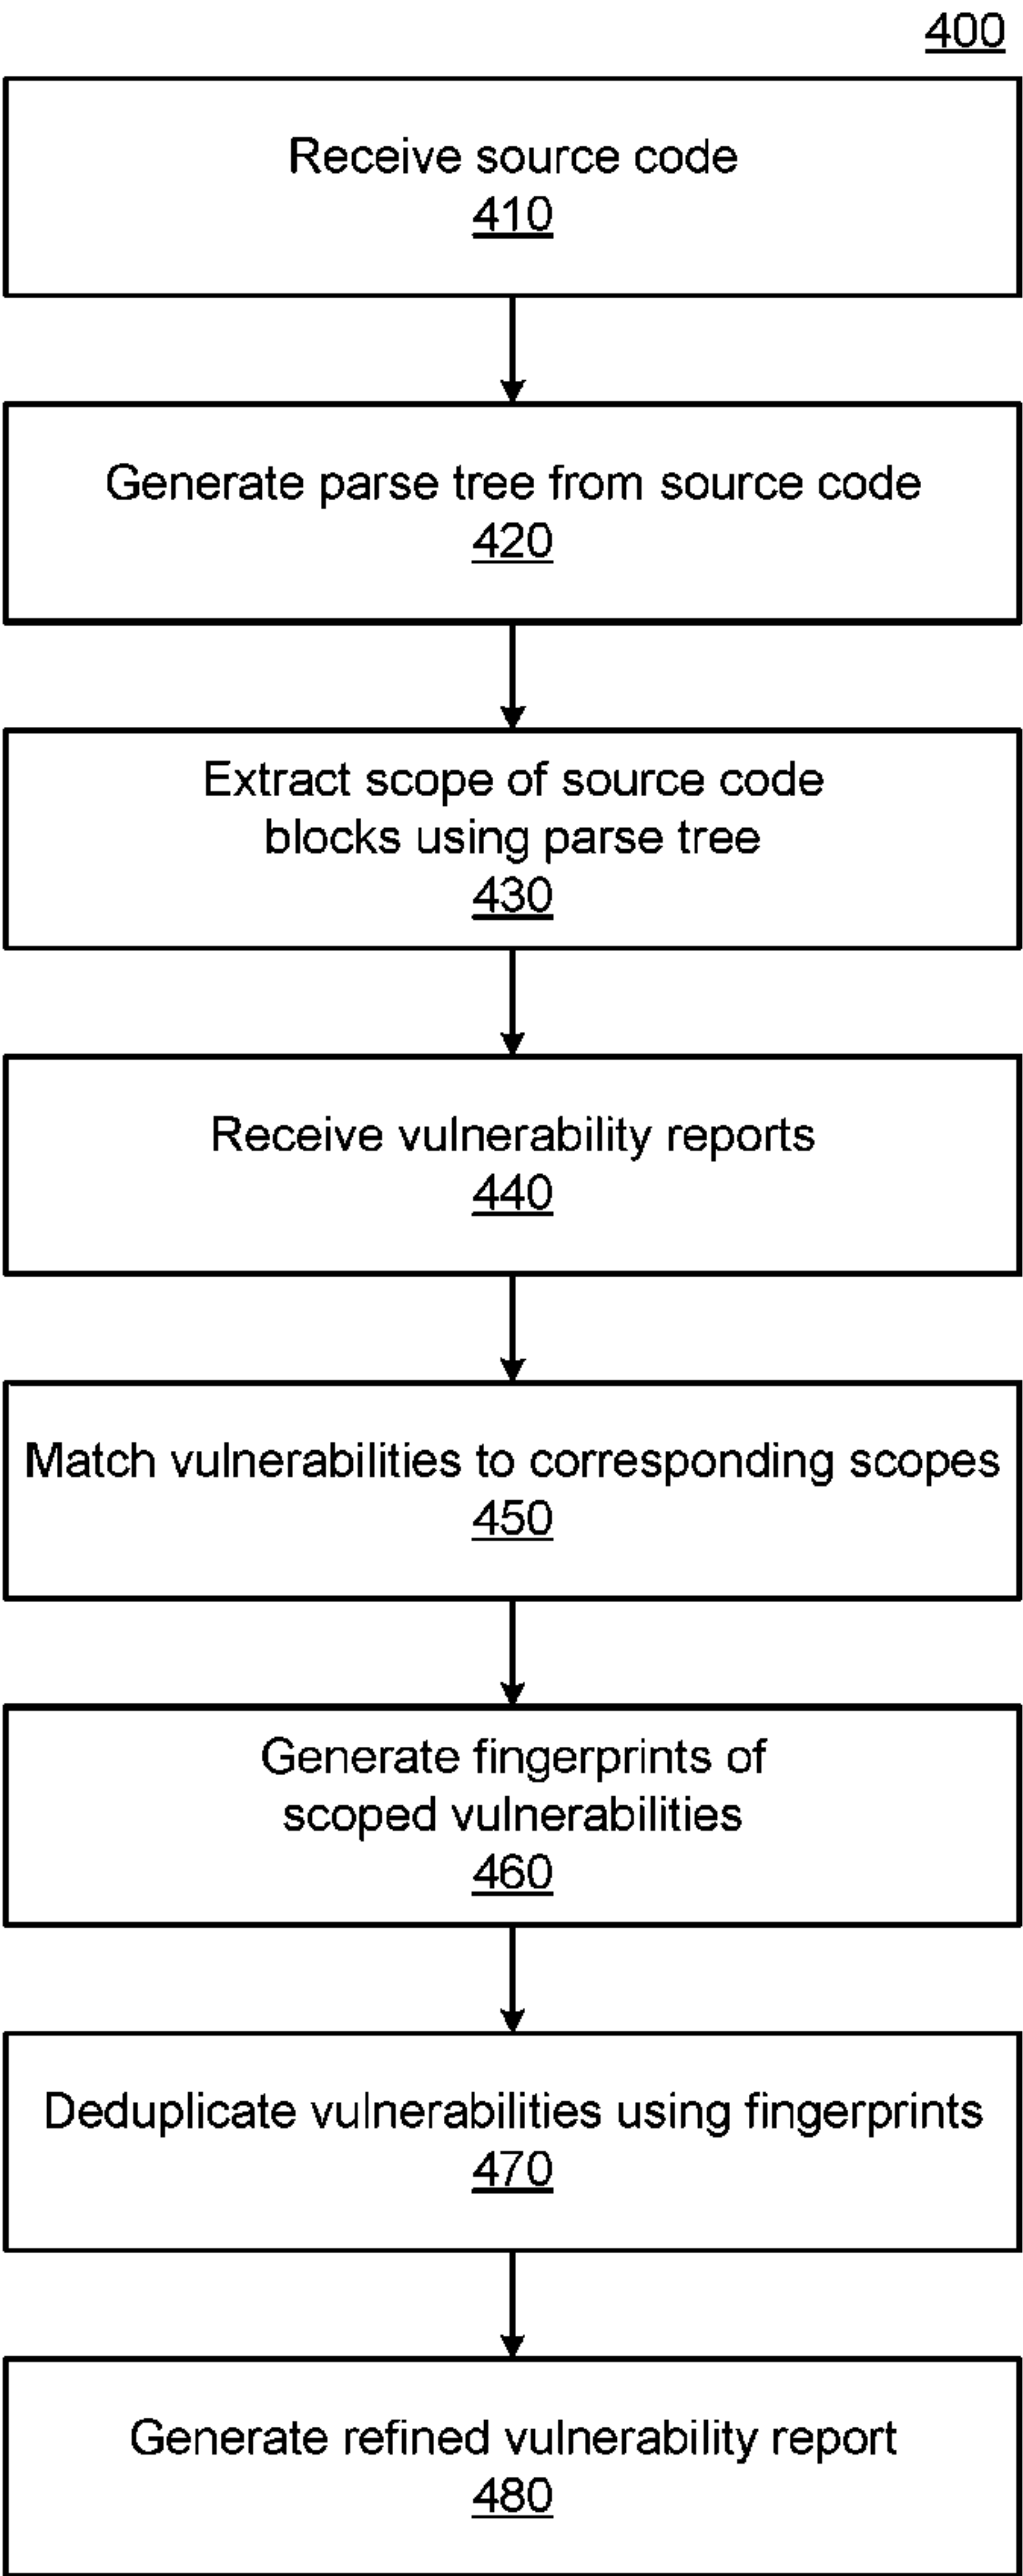 400
Receive source code
410
Generate parse tree from source code
420
Extract scope of source code
blocks using parse tree
430
Receive vulnerability reports
440
Match vulnerabilities to corresponding scopes
450
Generate fingerprints of
scoped vulnerabilities
460
Deduplicate vulnerabilities using fingerprints
470
Generate refined vulnerability report
480